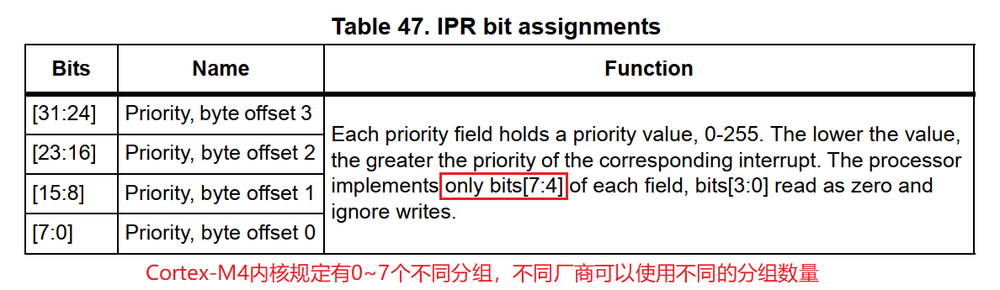 Table 47. IPR bit assignments
Bits Name Function
[31:24] Priority, byte offset 3
[23:16] Priority, byte offset 2
[15:8] Priority, byte offset 1
[7:0] Priority, byte offset 0
Each priority field holds a priority value, 0-255. The lower the value,
the greater the priority of the corresponding interrupt. The processor
implements only bits[7:4] of each field, bits[3:0] read as zero and
ignore writes.
Cortex-M4内核规定有0~7个不同分组，不同厂商可以使用不同的分组数量